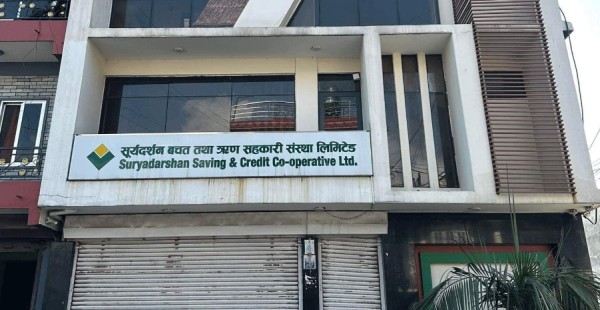 सूर्यदर्शन बचत तथा ऋण सहकारी संस्था लिमिटेड
Suryadarshan Saving & Credit Co-operative Ltd.